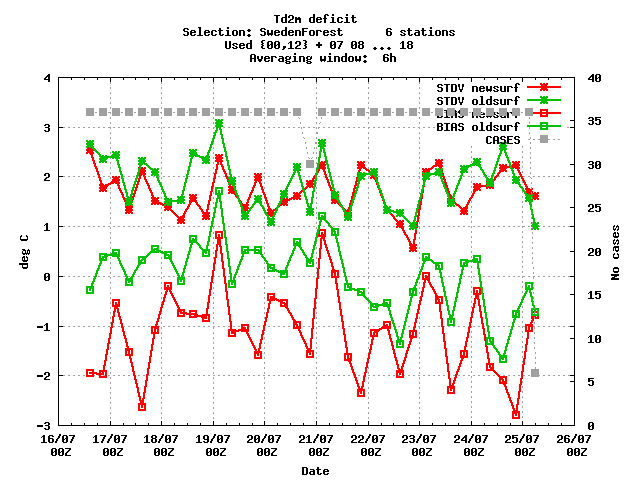 Td2m deficit
Selection: SwedenForest 6 stations
Used {00,12} + 07 08 ... 18
Averaging window: 6h
STDV newsurf
STDV oldsurf
BIAS newsurf
BIAS oldsurf
CASES
deg C
4
3
2
1
0
-1
-2
-3
40
35
30
25
20
15
10
5
0
No cases
16/07 17/07 18/07 19/07 20/07 21/07 22/07 23/07 24/07 25/07 26/07
00Z 00Z 00Z 00Z 00Z 00Z 00Z 00Z 00Z 00Z 00Z
Date